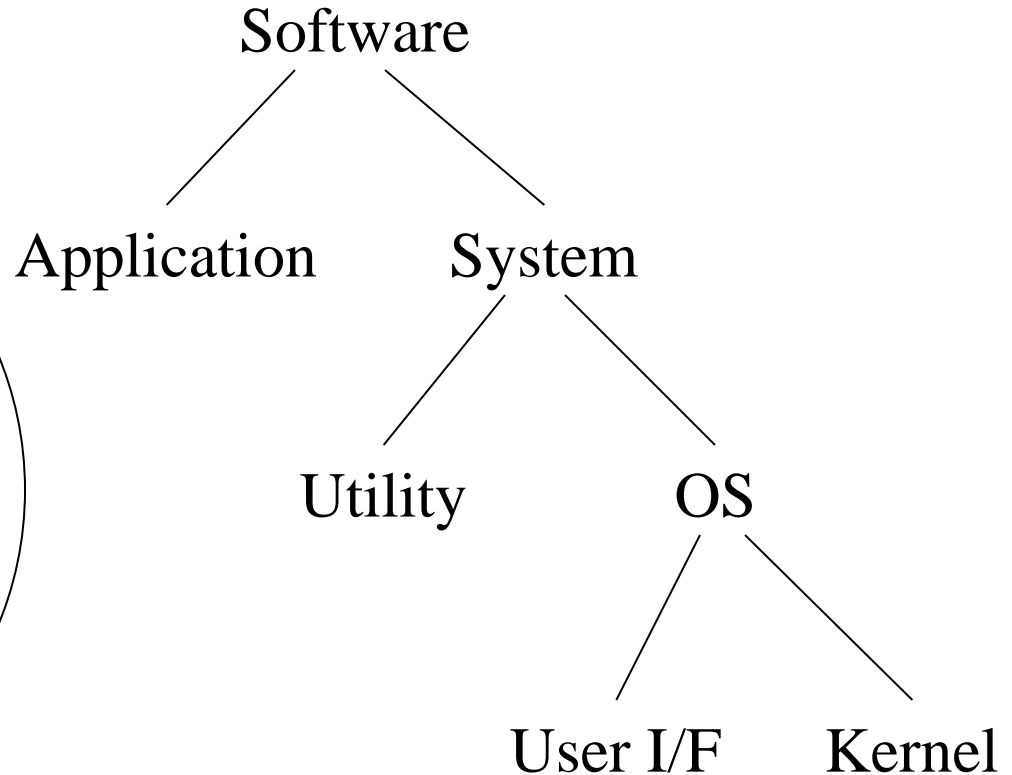 Software
Application System
Utility OS
User I/F Kernel